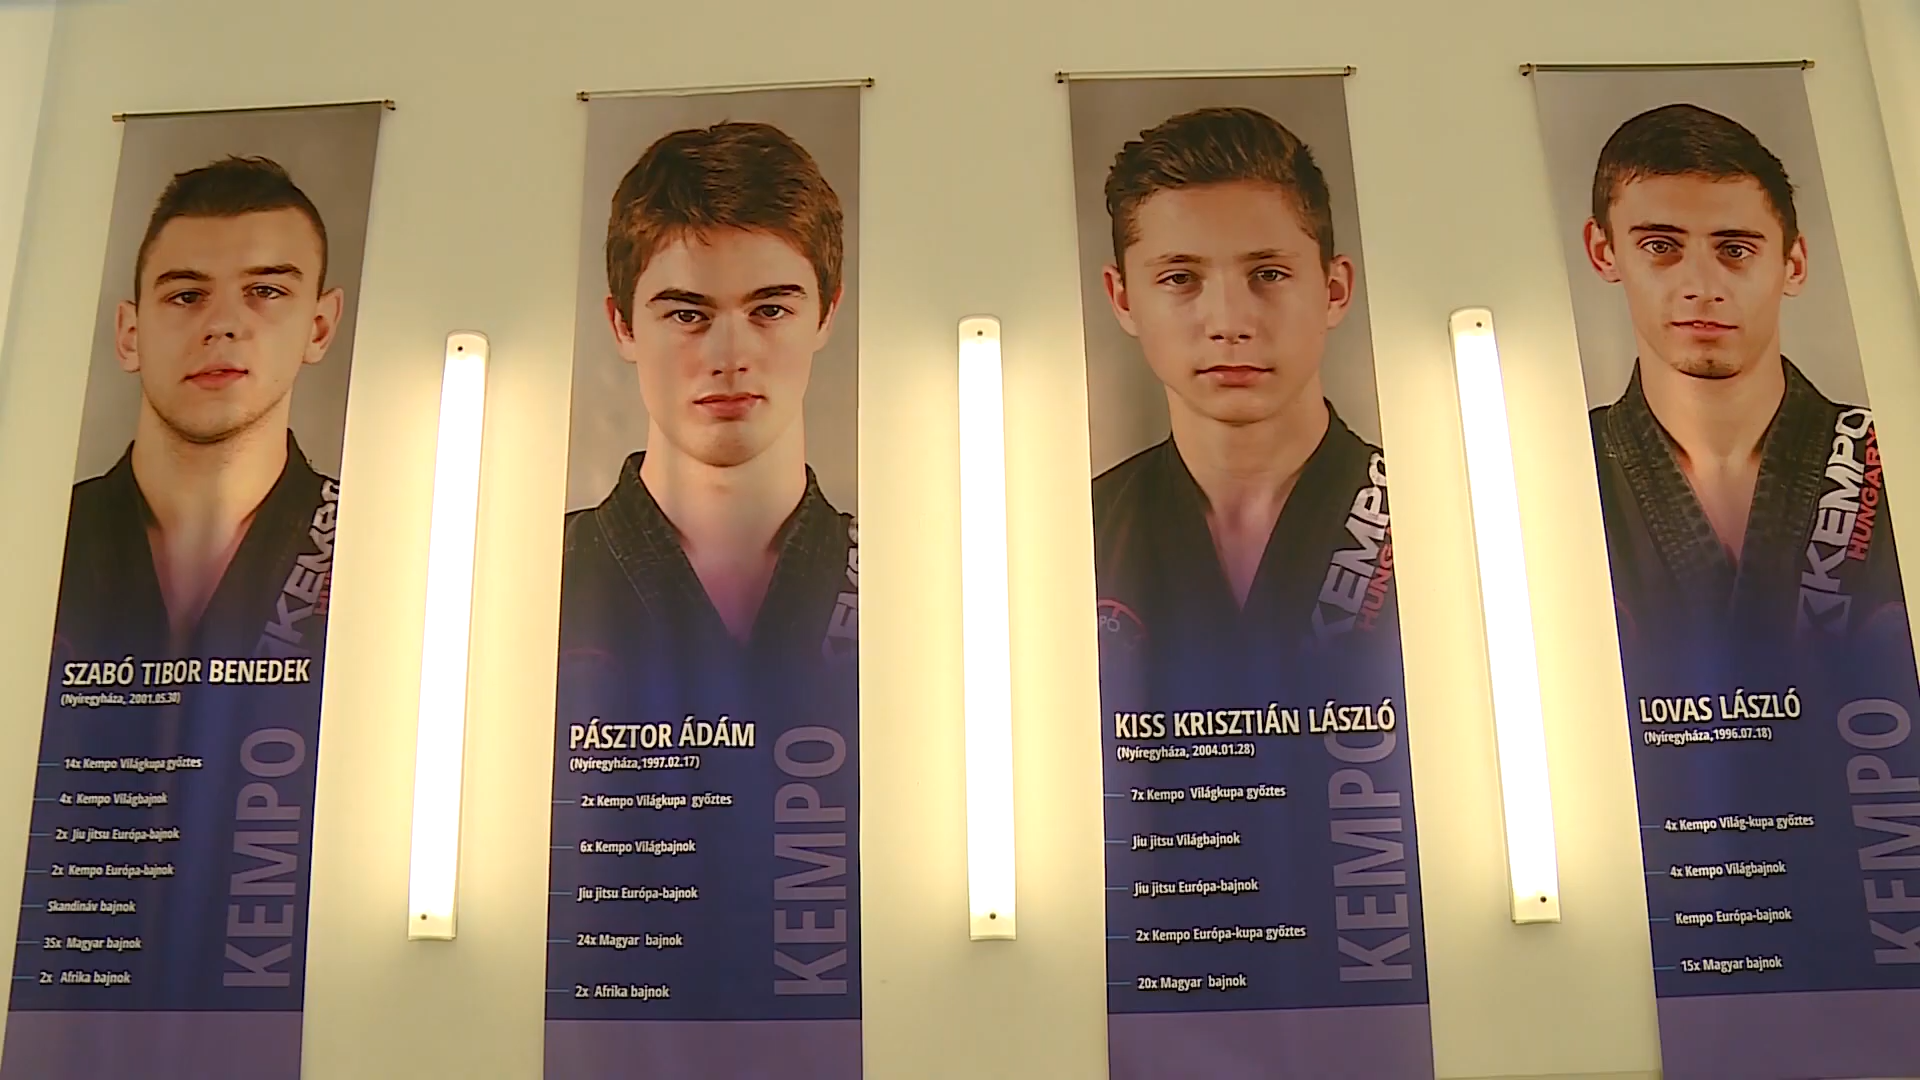 KEMPO
SZABÓ TIBOR BENEDEK
(Nyíregyháza, 2001.05.30)
14x Kempo Világkupa győztes
4x Kempo Világbajnok
2x Jiu jitsu Európa-bajnok
2x Kempo Európa-bajnok
Skandináv bajnok
35x Magyar bajnok
2x Afrika bajnok
KEMPO
PÁSZTOR ÁDÁM
(Nyíregyháza,1997.02.17)
2x Kempo Világkupa győztes
6x Kempo Világbajnok
Jiu jitsu Európa-bajnok
24x Magyar bajnok
2x Afrika bajnok
KEMPO
KEMPO
KISS KRISZTIÁN LÁSZLÓ
(Nyíregyháza, 2004.01.28)
7x Kempo Világkupa győztes
Jiu jitsu Világbajnok
Jiu jitsu Európa-bajnok
2x Kempo Európa-kupa győztes
20x Magyar bajnok
KEMPO
KEMPO
HUNGARY
LOVAS LÁSZLÓ
(Nyíregyháza,1996.07.18)
4x Kempo Világ-kupa győztes
4x Kempo Világbajnok
Kempo Európa-bajnok
15x Magyar bajnok
KEMPO